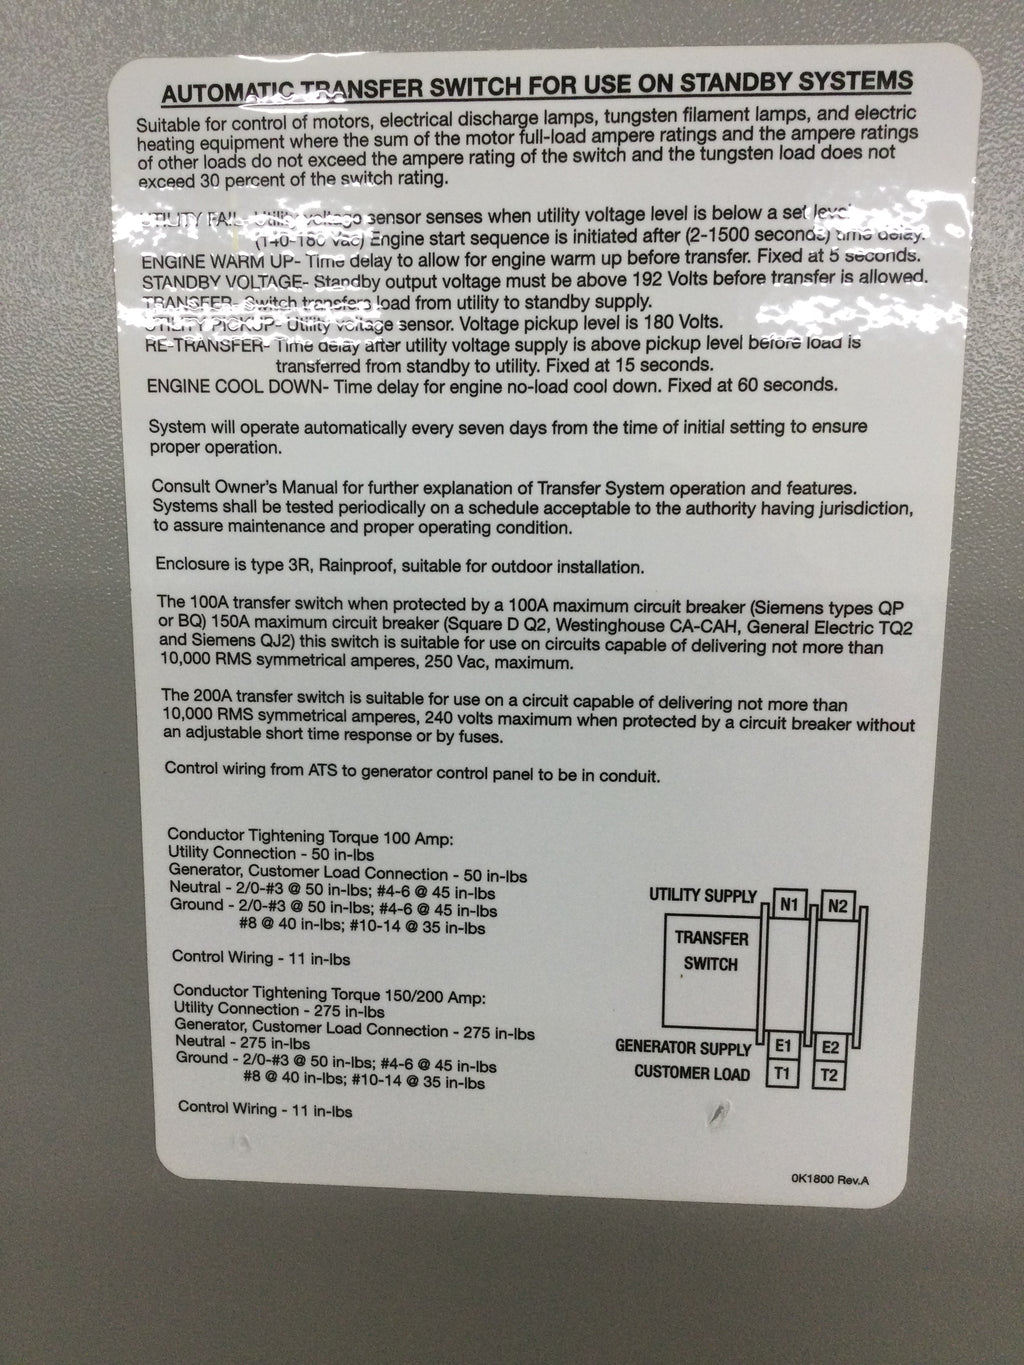 AUTOMATIC TRANSFER SWITCH FOR USE ON STANDBY SYSTEMS
Suitable for control of motors, electrical discharge lamps, tungsten filament lamps, and electric
heating equipment where the sum of the motor full-load ampere ratings and the ampere ratings
of other loads do not exceed the ampere rating of the switch and the tungsten load does not
exceed 30 percent of the switch rating.
UTILITY FAIL- Utility voltage sensor senses when utility voltage level is below a set level
(140-180 Vac) Engine start sequence is initiated after (2-1500 seconds) time delay.
ENGINE WARM UP- Time delay to allow for engine warm up before transfer. Fixed at 5 seconds.
STANDBY VOLTAGE- Standby output voltage must be above 192 Volts before transfer is allowed.
TRANSFER- Switch transfers load from utility to standby supply.
UTILITY PICKUP- Utility voltage sensor. Voltage pickup level is 180 Volts.
RE-TRANSFER- Time delay after utility voltage supply is above pickup level before load is
transferred from standby to utility. Fixed at 15 seconds.
ENGINE COOL DOWN- Time delay for engine no-load cool down. Fixed at 60 seconds.
System will operate automatically every seven days from the time of initial setting to ensure
proper operation.
Consult Owner's Manual for further explanation of Transfer System operation and features.
Systems shall be tested periodically on a schedule acceptable to the authority having jurisdiction,
to assure maintenance and proper operating condition.
Enclosure is type 3R, Rainproof, suitable for outdoor installation.
The 100A transfer switch when protected by a 100A maximum circuit breaker (Siemens types QP
or BQ) 150A maximum circuit breaker (Square D Q2, Westinghouse CA-CAH, General Electric TQ2
and Siemens QJ2) this switch is suitable for use on circuits capable of delivering not more than
10,000 RMS symmetrical amperes, 250 Vac, maximum.
The 200A transfer switch is suitable for use on a circuit capable of delivering not more than
10,000 RMS symmetrical amperes, 240 volts maximum when protected by a circuit breaker without
an adjustable short time response or by fuses.
Control wiring from ATS to generator control panel to be in conduit.
Conductor Tightening Torque 100 Amp:
Utility Connection - 50 in-lbs
Generator, Customer Load Connection - 50 in-lbs
Neutral - 2/0-#3 @ 50 in-lbs; #4-6 @ 45 in-lbs
Ground - 2/0-#3 @ 50 in-lbs; #4-6 @ 45 in-lbs
#8 @ 40 in-lbs; #10-14 @ 35 in-lbs
Control Wiring - 11 in-lbs
Conductor Tightening Torque 150/200 Amp:
Utility Connection - 275 in-lbs
Generator, Customer Load Connection - 275 in-lbs
Neutral - 275 in-lbs
Ground - 2/0-#3 @ 50 in-lbs; #4-6 @ 45 in-lbs
#8 @ 40 in-lbs; #10-14 @ 35 in-lbs
Control Wiring - 11 in-lbs
UTILITY SUPPLY N1 N2
TRANSFER
SWITCH
GENERATOR SUPPLY E1 E2
CUSTOMER LOAD T1 T2
0K1800 Rev.A